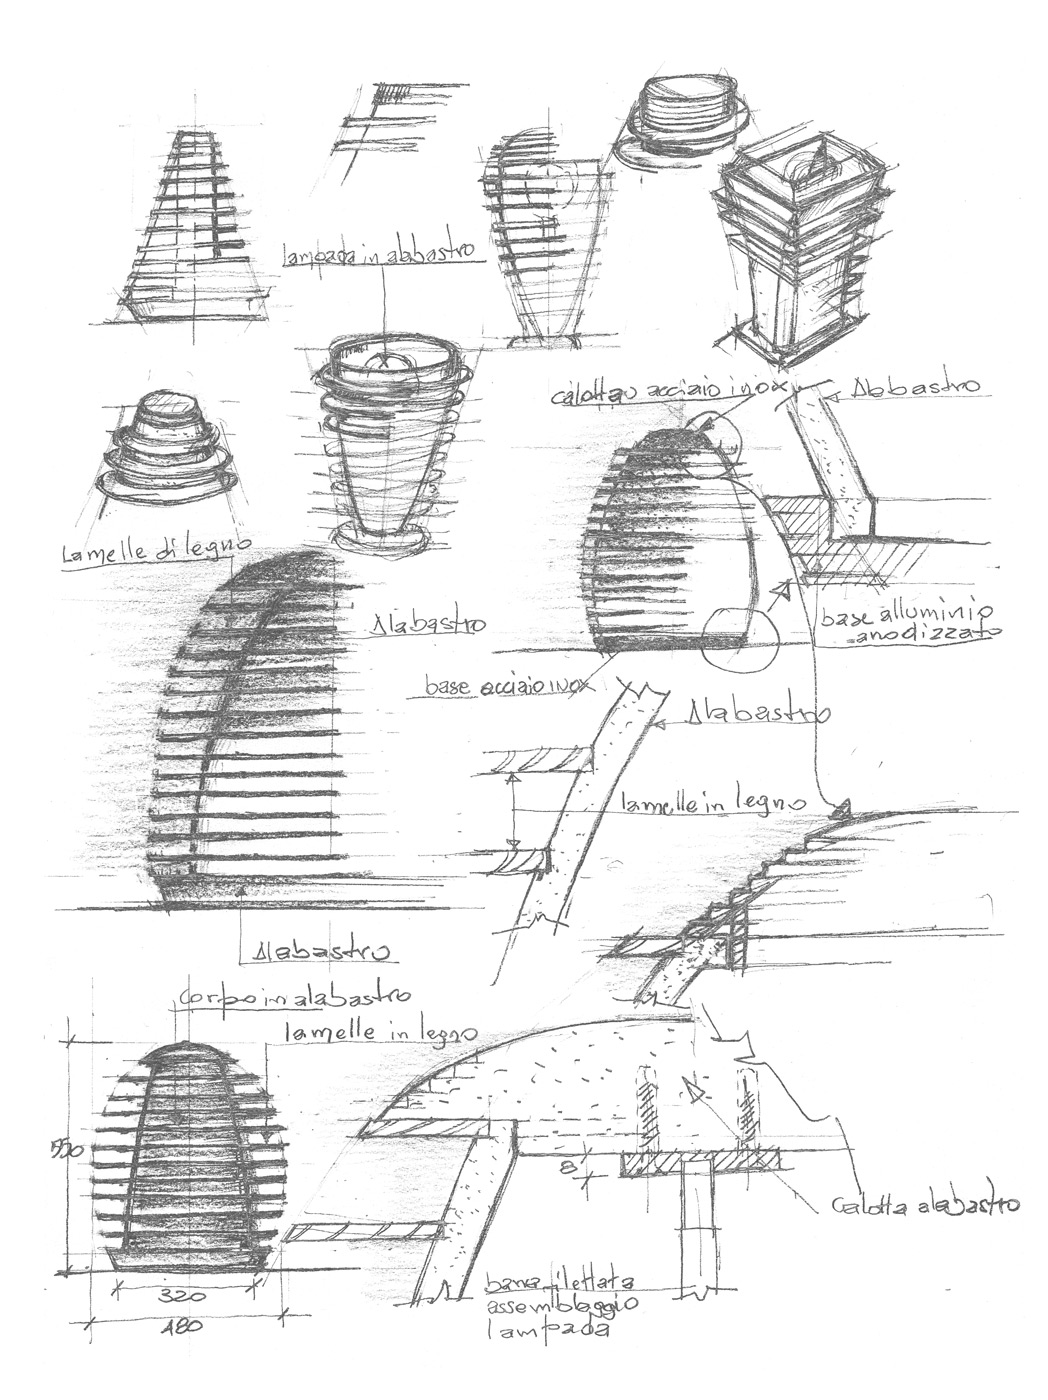 lampada in alabastro
calotta acciaio inox
Alabastro
Lamelle di legno
Alabastro
base alluminio
anodizzato
base acciaio inox
Alabastro
lamelle in legno
Alabastro
corpo in alabastro
lamelle in legno
550
8
calotta alabastro
320
480
barra filettata
assemblaggio
lampada